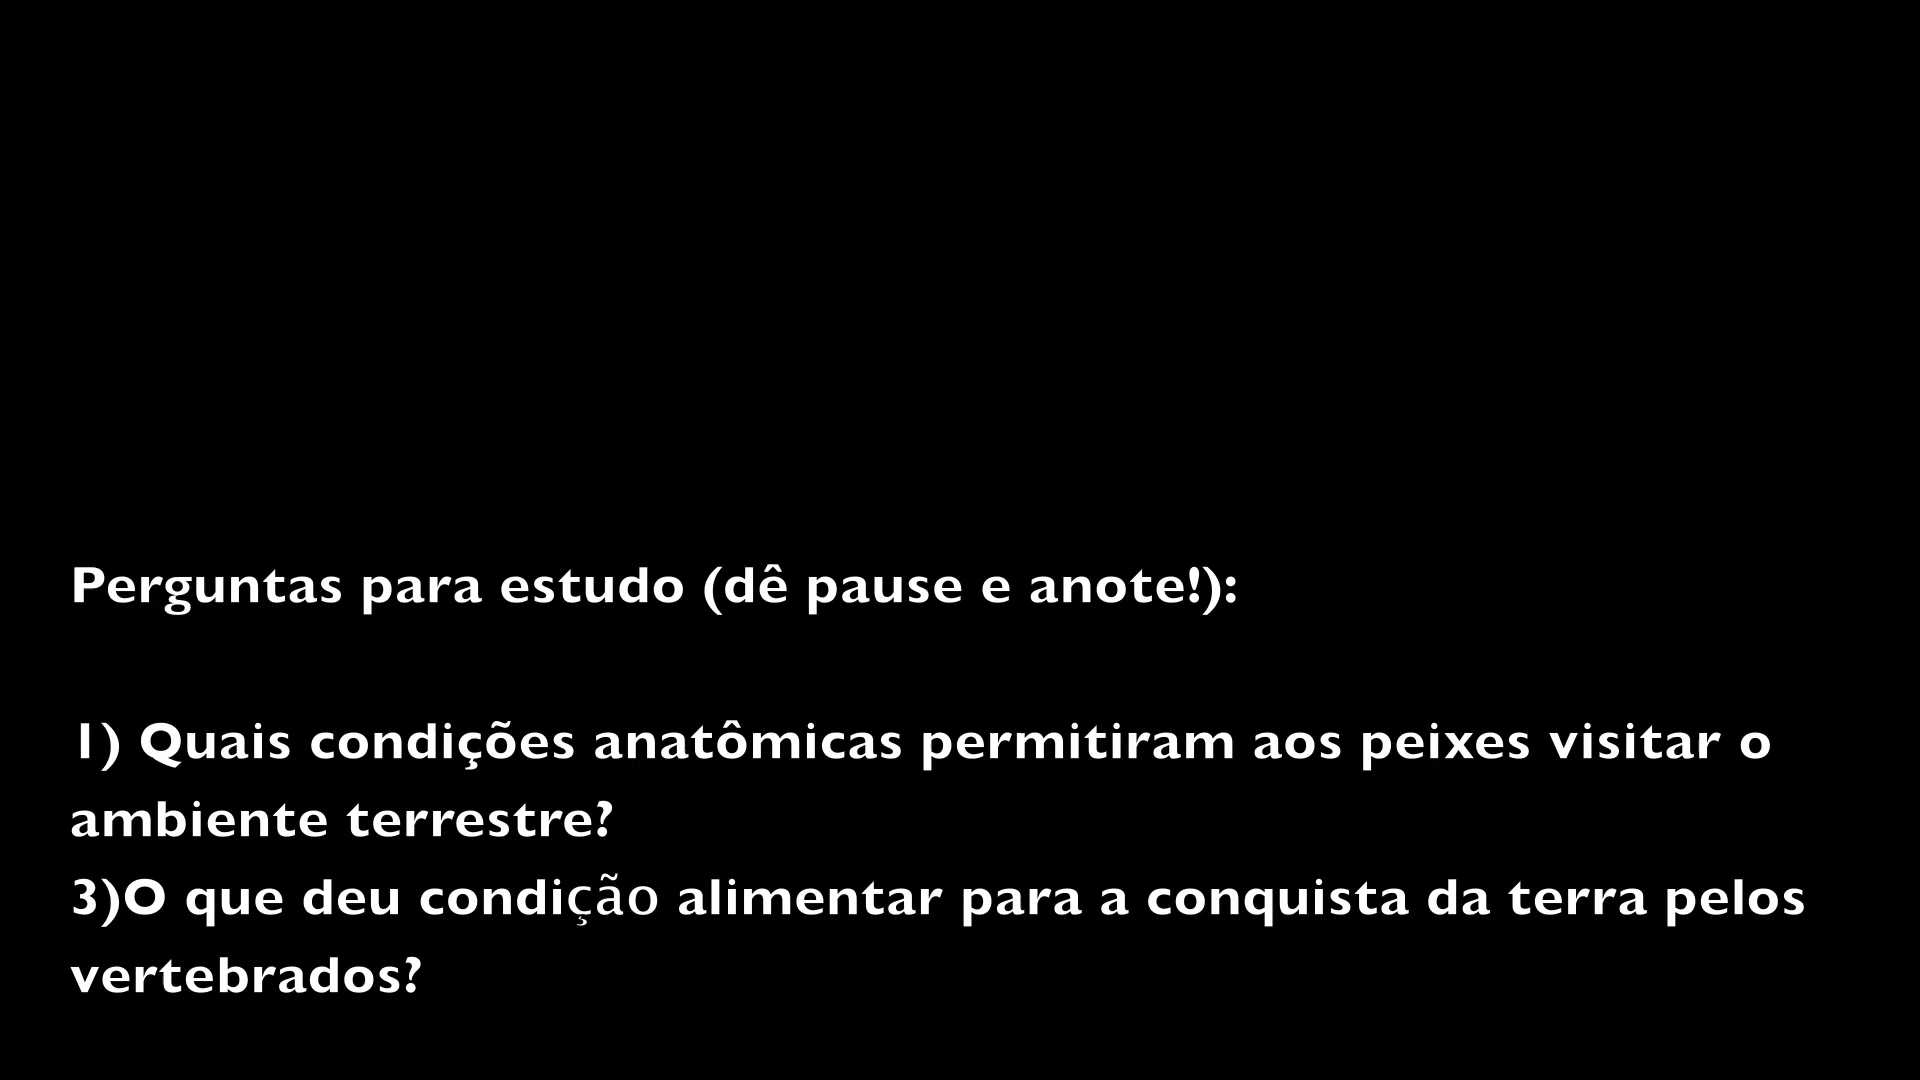 Perguntas para estudo (dê pause e anote!):
1) Quais condições anatômicas permitiram aos peixes visitar o
ambiente terrestre?
3)O que deu condição alimentar para a conquista da terra pelos
vertebrados?